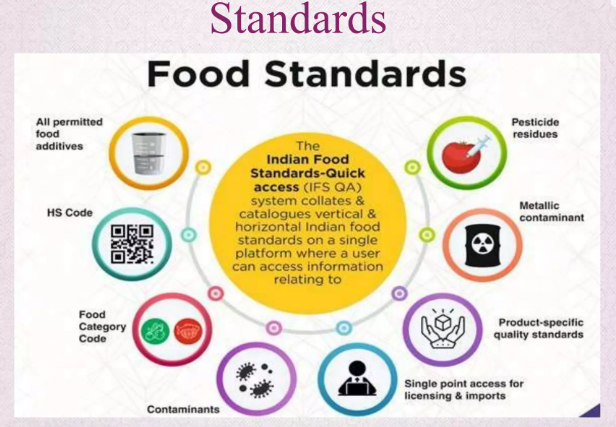 Standards
Food Standards
All permitted
food
additives
HS Code
Food
Category
Code
Contaminants
The
Indian Food
Standards-Quick
access (IFS QA)
system collates &
catalogues vertical &
horizontal Indian food
standards on a single
platform where a user
can access information
relating to
Pesticide
residues
Metallic
contaminant
Product-specific
quality standards
Single point access for
licensing & imports